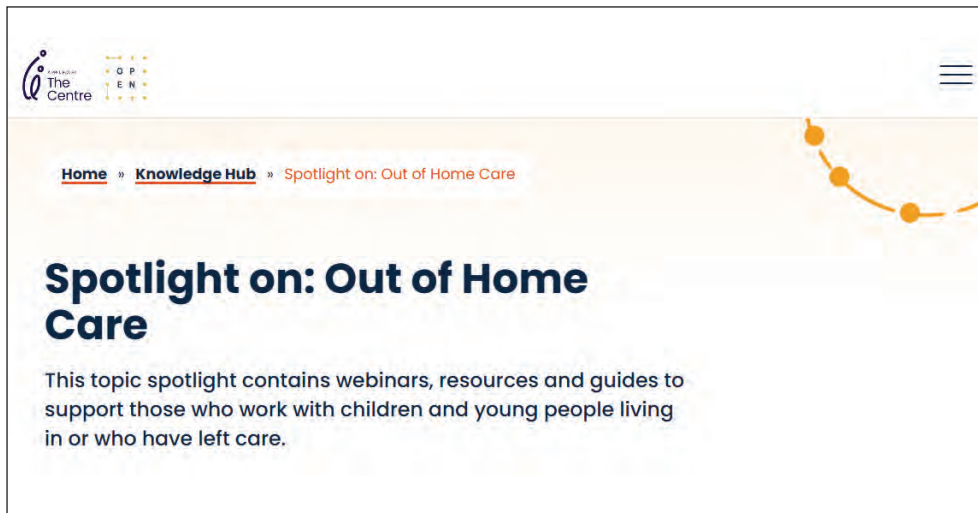 The
Centre
O P
E N
Home » Knowledge Hub » Spotlight on: Out of Home Care
Spotlight on: Out of Home
Care
This topic spotlight contains webinars, resources and guides to
support those who work with children and young people living
in or who have left care.